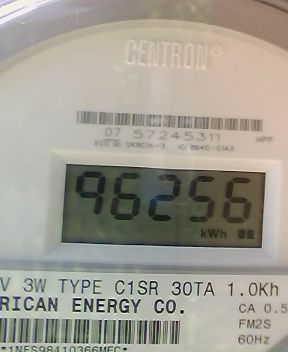 CENTRON®
07 57245311
96256
kWh
V 3W TYPE C1SR 30TA 1.0Kh
RICAN ENERGY CO.
CA 0.5
FM2S
60Hz